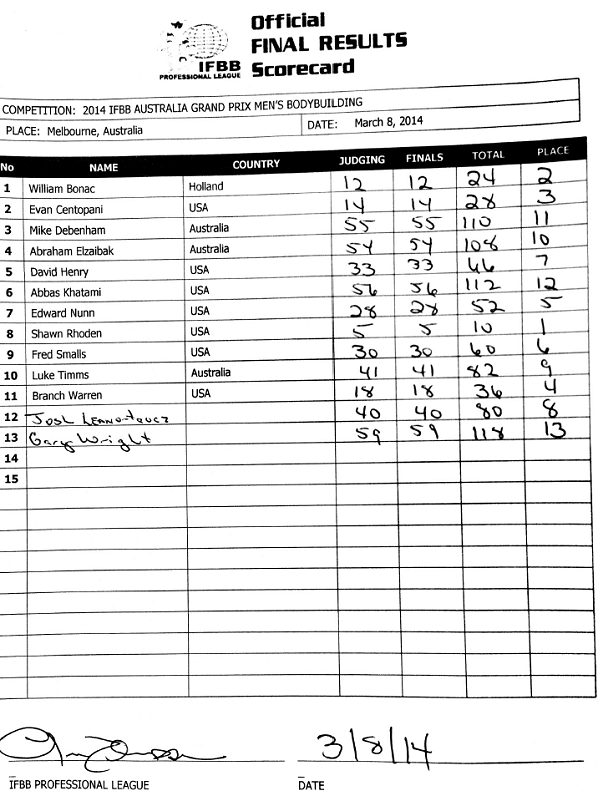 Official
FINAL RESULTS
Scorecard
IFBB
PROFESSIONAL LEAGUE
COMPETITION: 2014 IFBB AUSTRALIA GRAND PRIX MEN'S BODYBUILDING
PLACE: Melbourne, Australia DATE: March 8, 2014
No NAME COUNTRY JUDGING FINALS TOTAL PLACE
1 William Bonac Holland 12 12 24 2
2 Evan Centopani USA 14 14 28 3
3 Mike Debenham Australia 55 55 110 11
4 Abraham Elzaibak Australia 54 54 108 10
5 David Henry USA 33 33 66 7
6 Abbas Khatami USA 56 56 112 12
7 Edward Nunn USA 28 28 52 5
8 Shawn Rhoden USA 5 5 10 1
9 Fred Smalls USA 30 30 60 6
10 Luke Timms Australia 41 41 82 9
11 Branch Warren USA 18 18 36 4
12 Josh 40 40 80 8
13 Gary Wright 59 59 118 13
14
15
3/8/14
IFBB PROFESSIONAL LEAGUE DATE